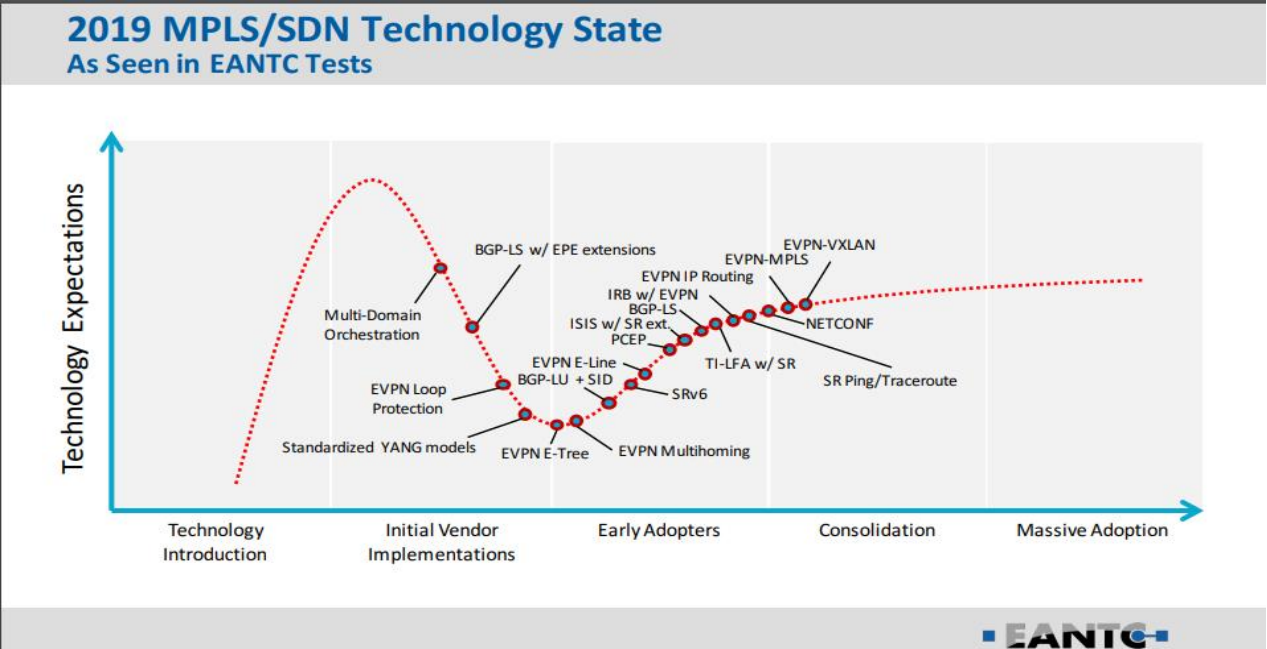 2019 MPLS/SDN Technology State
As Seen in EANTC Tests
Technology Expectations
EVPN-VXLAN
BGP-LS w/ EPE extensions
EVPN-MPLS
EVPN IP Routing
IRB w/ EVPN
BGP-LS
Multi-Domain
Orchestration
ISIS w/ SR ext.
NETCONF
PCEP
EVPN E-Line
TI-LFA w/ SR
BGP-LU + SID
SR Ping/Traceroute
EVPN Loop
Protection
SRv6
Standardized YANG models
EVPN E-Tree
EVPN Multihoming
Technology
Introduction
Initial Vendor
Implementations
Early Adopters
Consolidation
Massive Adoption
EANTC